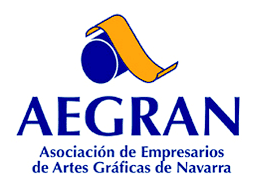 AEGRAN
Asociación de Empresarios
de Artes Gráficas de Navarra